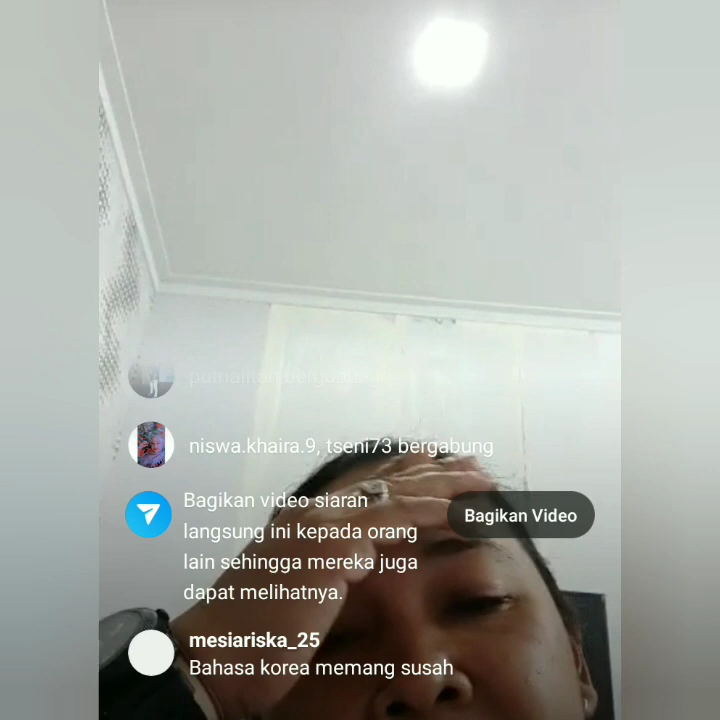 niswa.khaira.9, tseni73 bergabung
Bagikan video siaran
langsung ini kepada orang
lain sehingga mereka juga
dapat melihatnya.
Bagikan Video
mesiariska_25
Bahasa korea memang susah